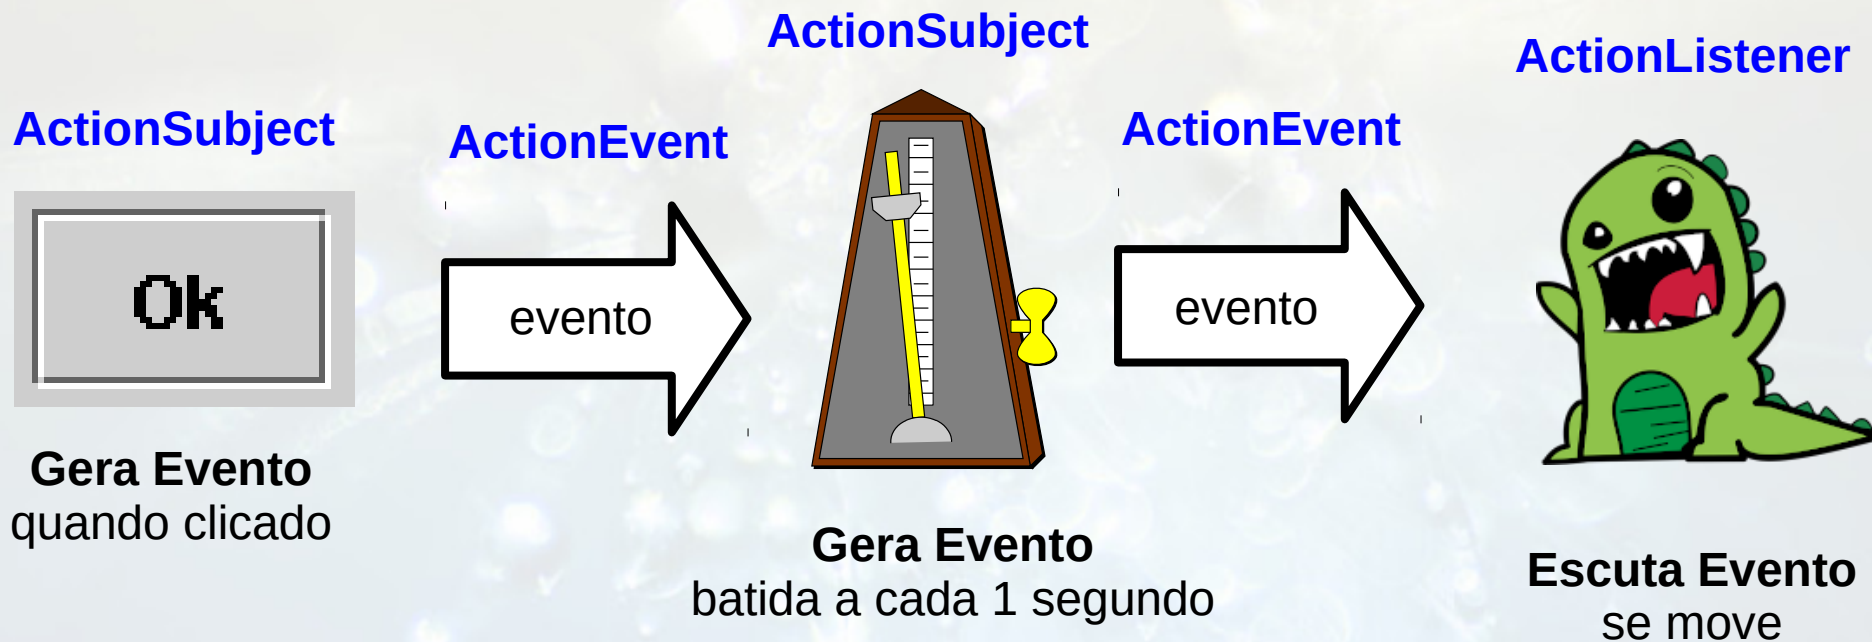 ActionSubject
Ok
Gera Evento
quando clicado
ActionEvent
evento
ActionSubject
Gera Evento
batida a cada 1 segundo
ActionEvent
evento
ActionListener
Escuta Evento
se move